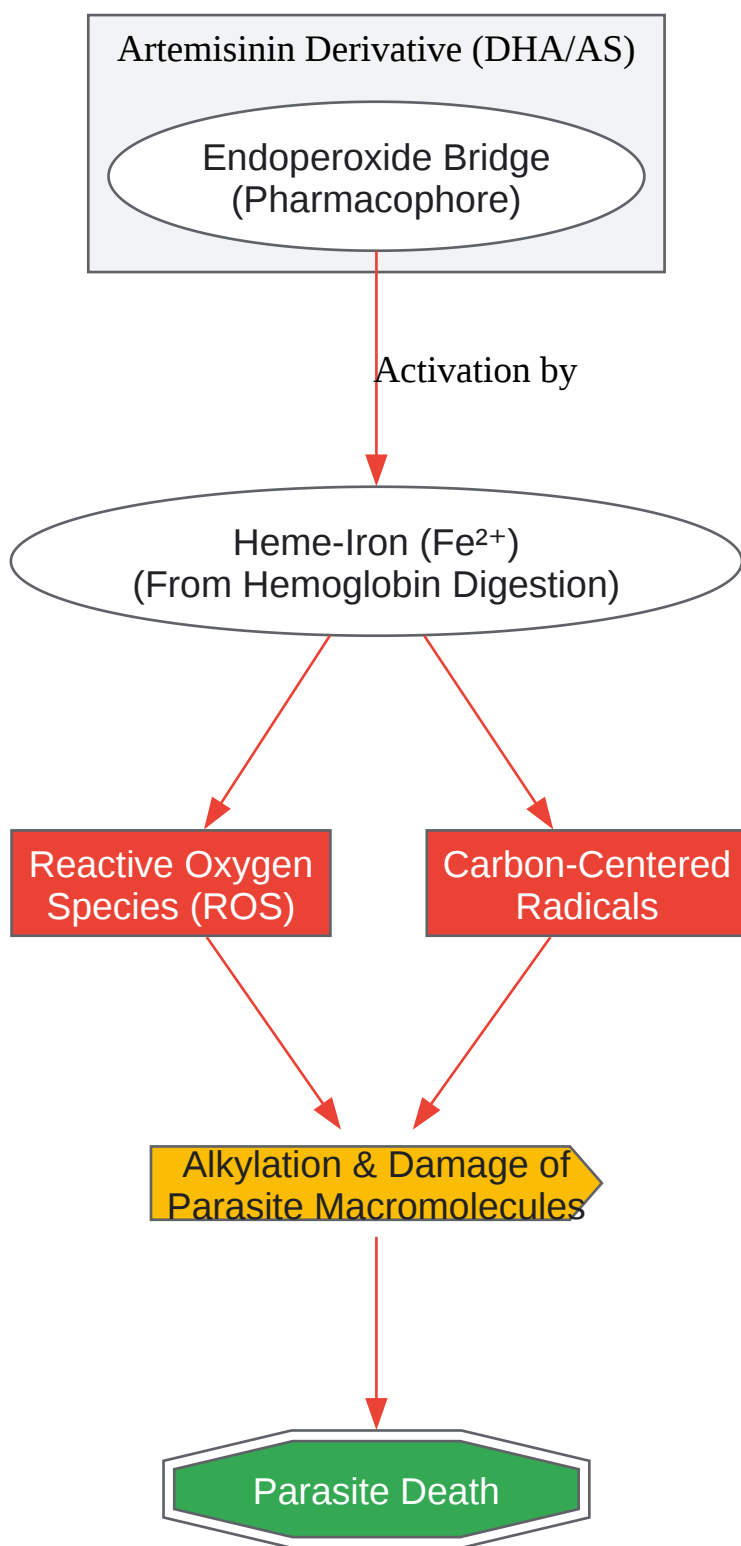 Artemisinin Derivative (DHA/AS)
Endoperoxide Bridge
(Pharmacophore)
Activation by
Heme-Iron (Fe²⁺)
(From Hemoglobin Digestion)
Reactive Oxygen
Species (ROS)
Carbon-Centered
Radicals
Alkylation & Damage of
Parasite Macromolecules
Parasite Death